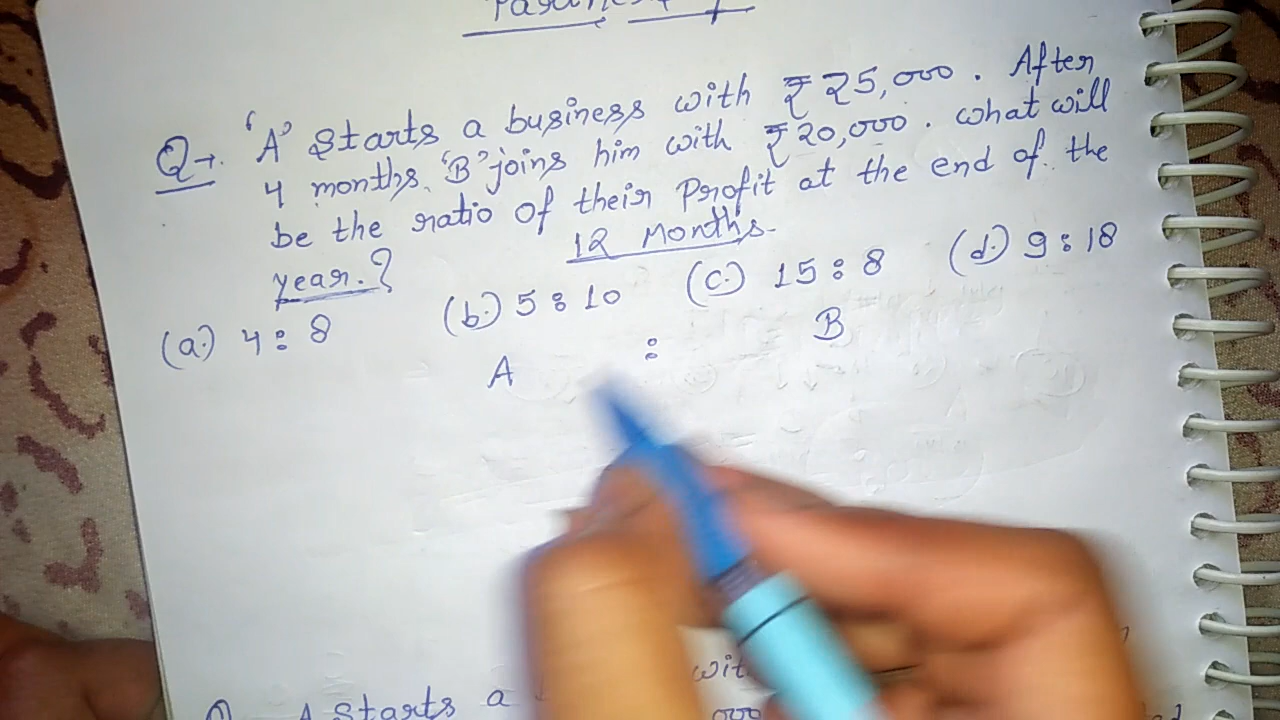 Q→. 'A' Starts a business with ₹25,000. After
4 months, 'B' joins him with ₹20,000. what will
be the ratio of their Profit at the end of the
year.?
12 Months.
(a.) 4:8 (b.) 5:10 (c.) 15:8 (d.) 9:18
A : B
A Starts a